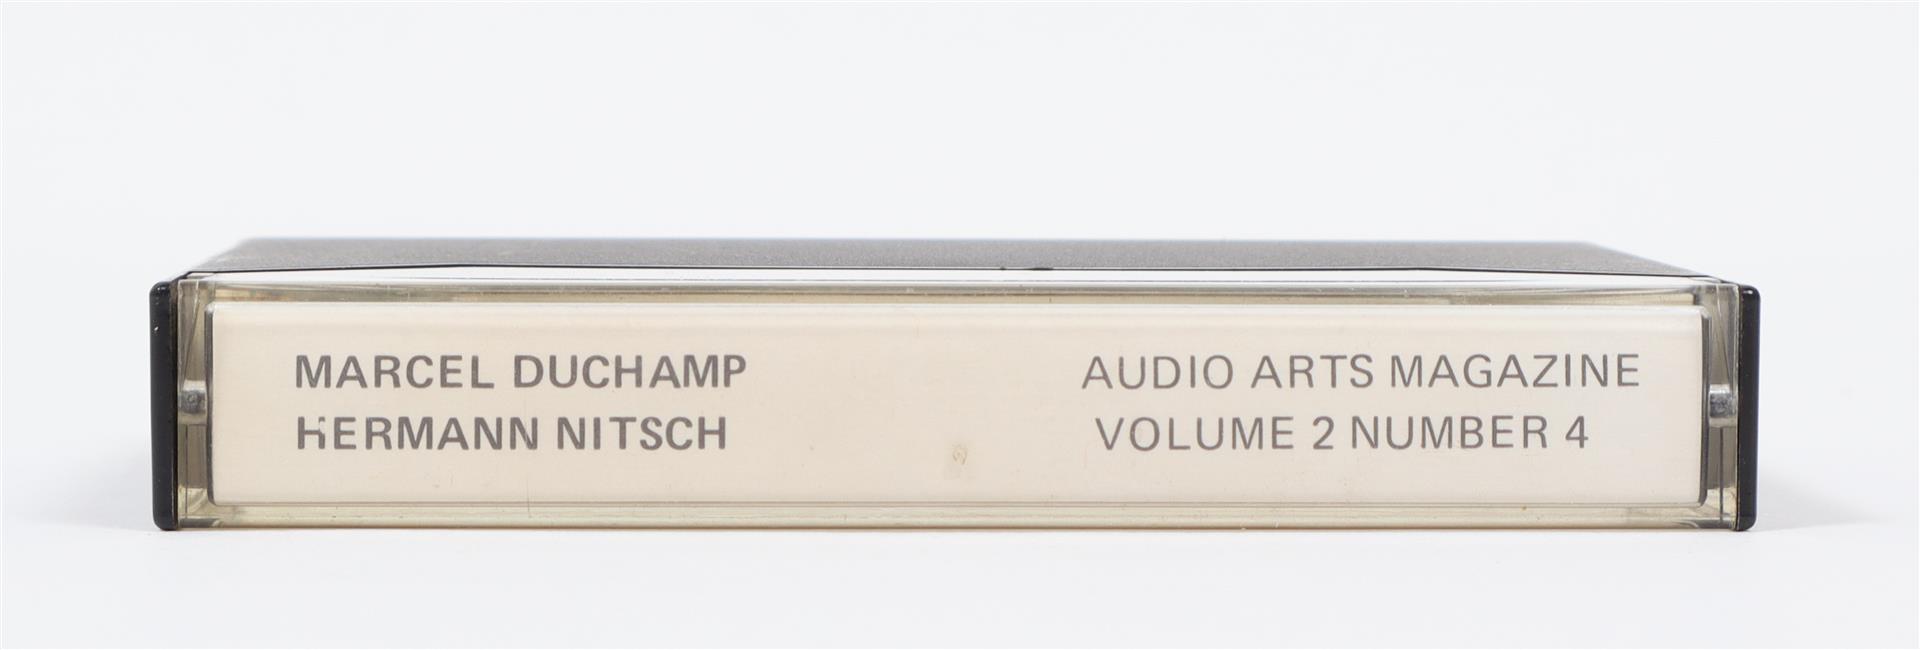 MARCEL DUCHAMP
HERMANN NITSCH
AUDIO ARTS MAGAZINE
VOLUME 2 NUMBER 4